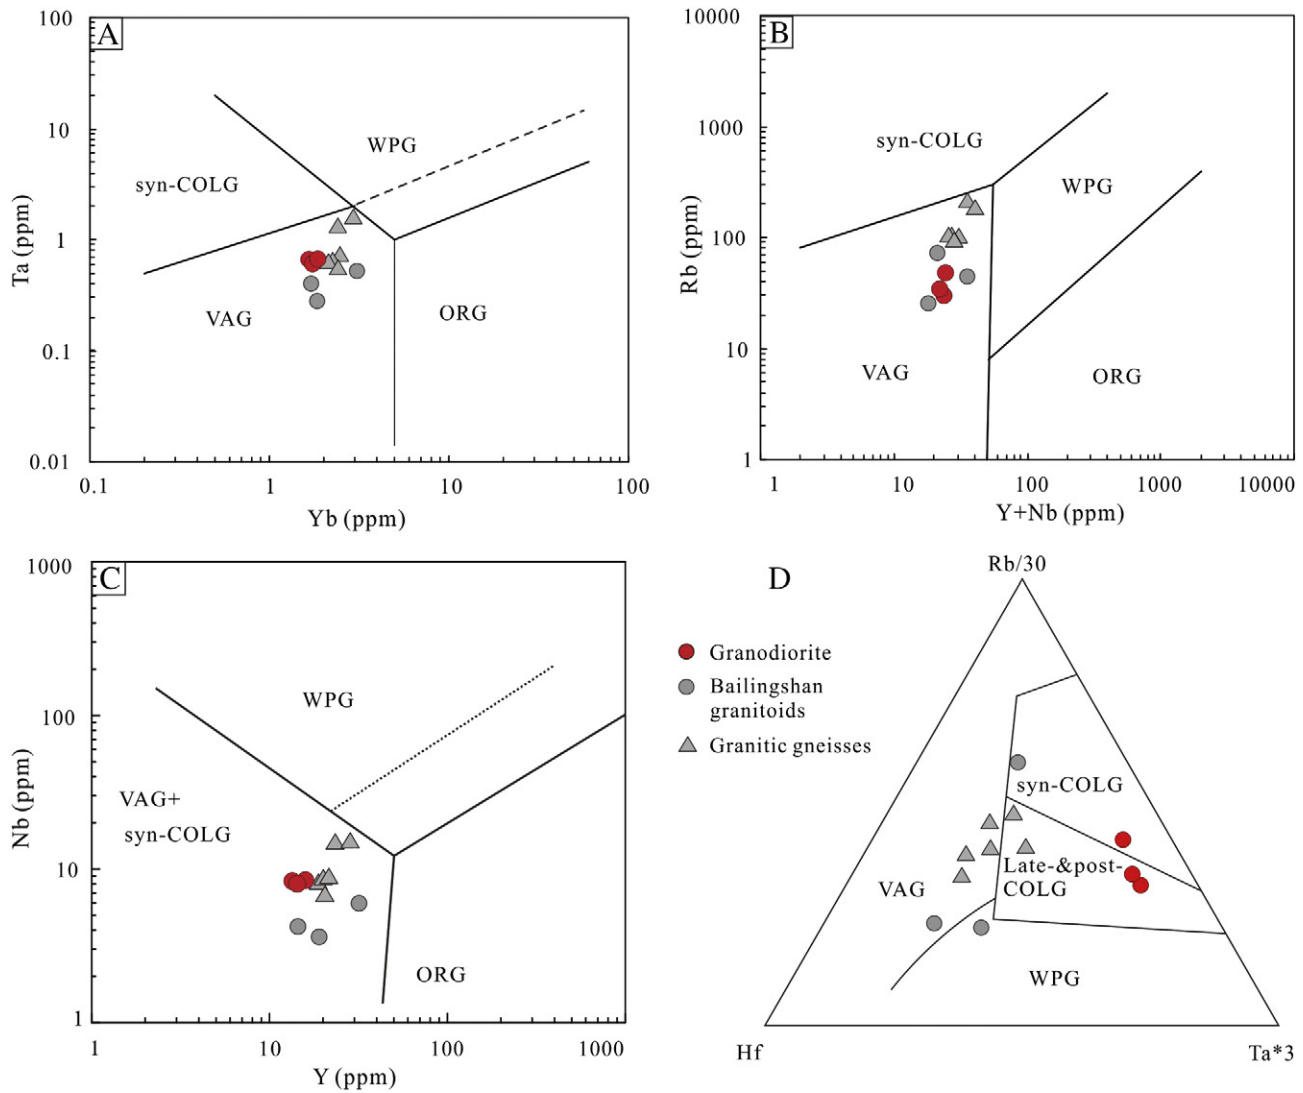 A
100
10
1
0.1
0.01
Ta (ppm)
WPG
syn-COLG
VAG
ORG
0.1
1
10
100
Yb (ppm)
B
10000
1000
100
10
1
Rb (ppm)
syn-COLG
WPG
VAG
ORG
1
10
100
1000
10000
Y+Nb (ppm)
C
1000
100
10
1
Nb (ppm)
WPG
VAG+
syn-COLG
ORG
1
10
100
1000
Y (ppm)
D
Rb/30
Granodiorite
Bailingshan
granitoids
Granitic gneisses
syn-COLG
Late-&post-
COLG
VAG
WPG
Hf
Ta*3